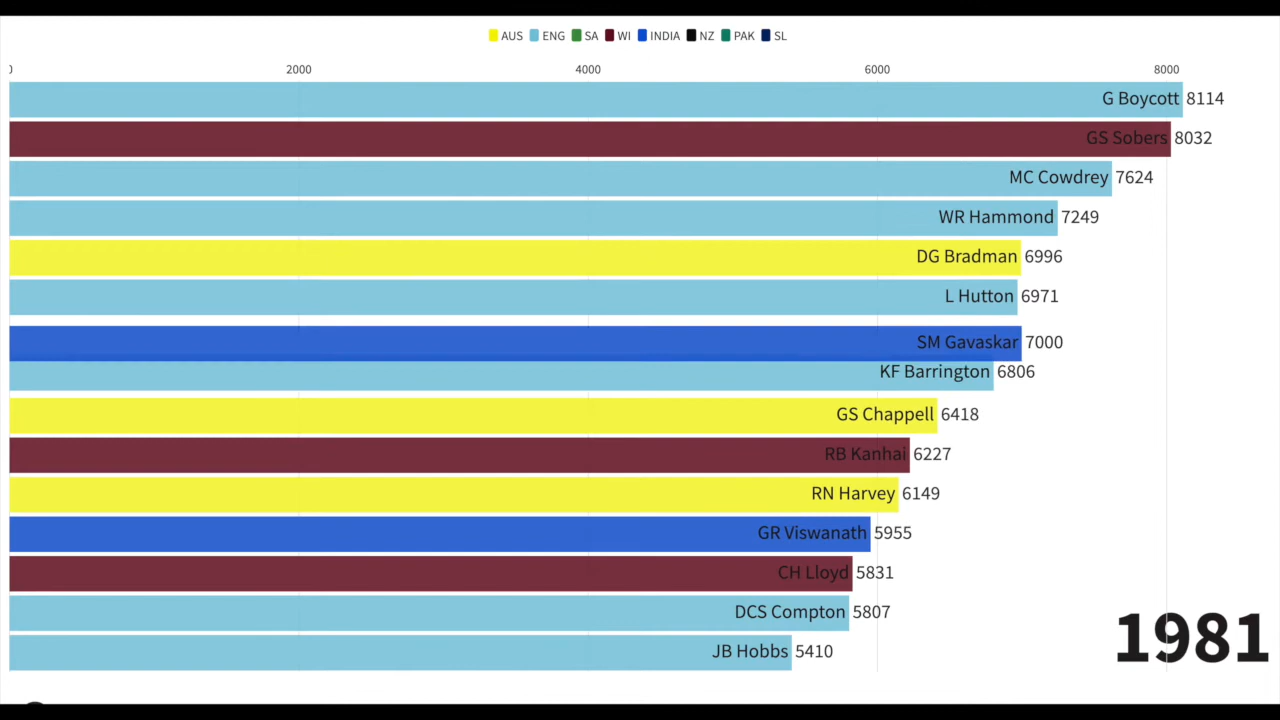 AUS ENG SA WI INDIA NZ PAK SL
0 2000 4000 6000 8000
G Boycott 8114
GS Sobers 8032
MC Cowdrey 7624
WR Hammond 7249
DG Bradman 6996
L Hutton 6971
SM Gavaskar 7000
KF Barrington 6806
GS Chappell 6418
RB Kanhai 6227
RN Harvey 6149
GR Viswanath 5955
CH Lloyd 5831
DCS Compton 5807
JB Hobbs 5410
1981